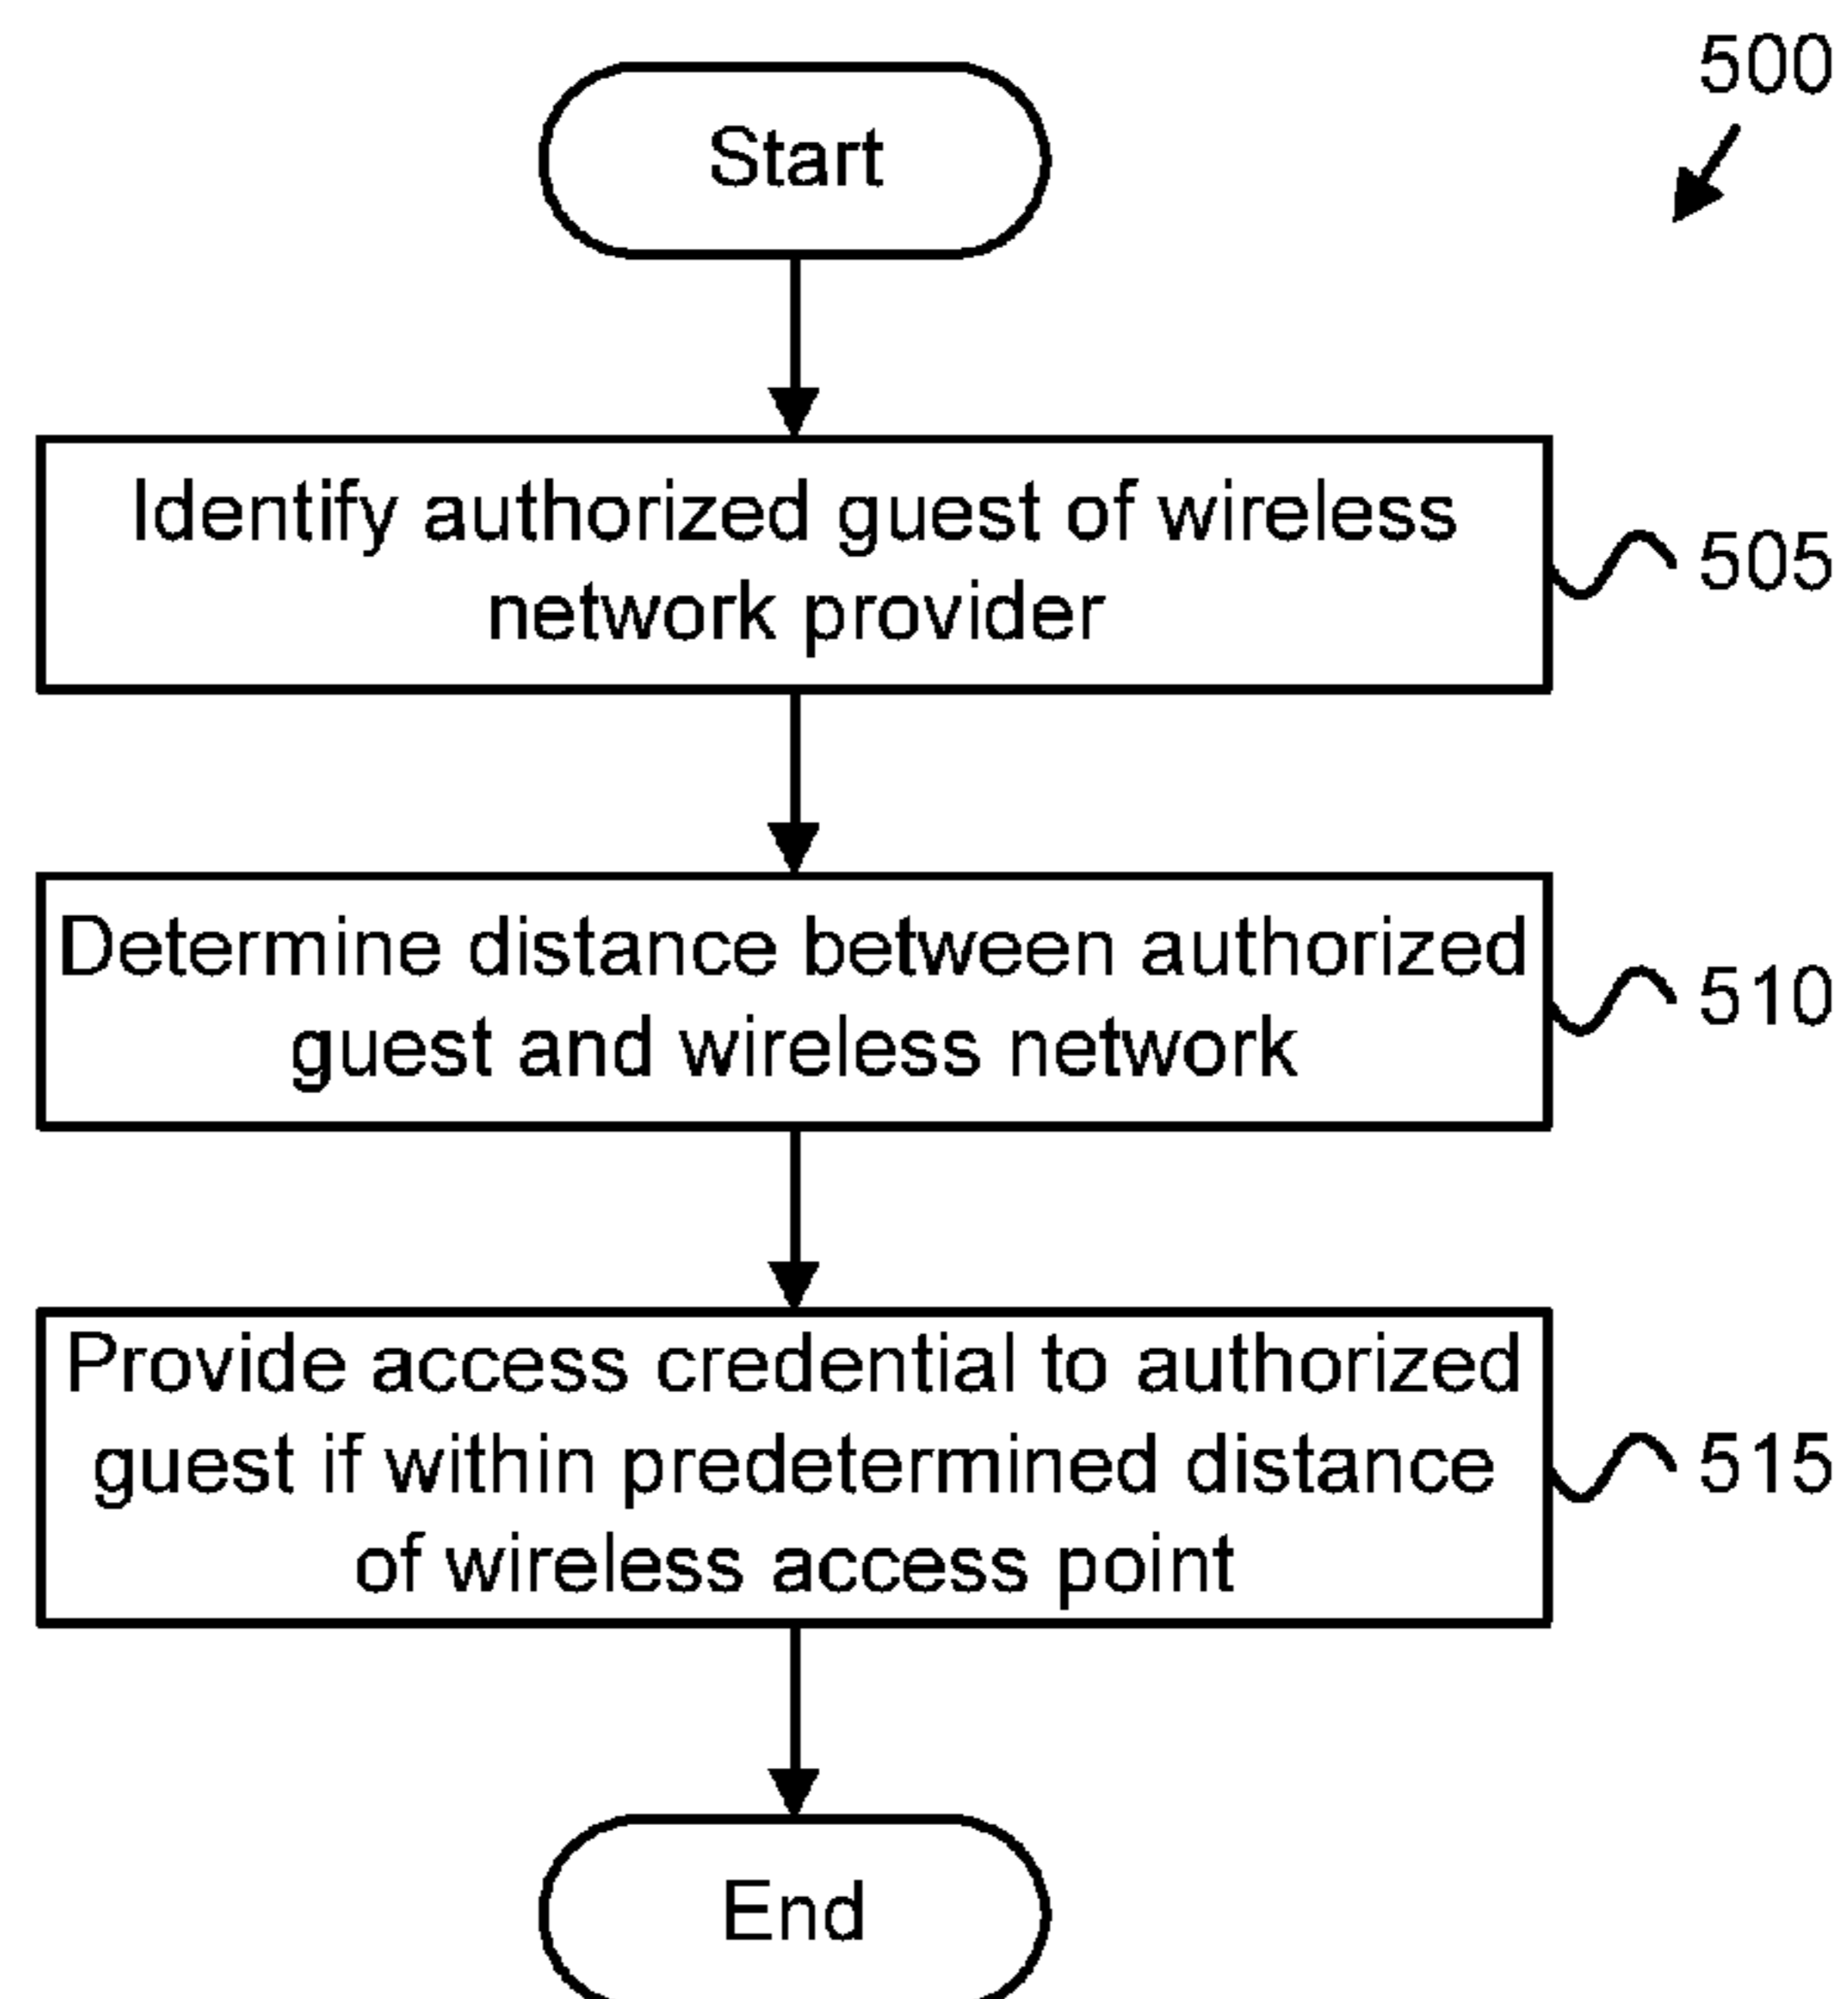 500
Start
Identify authorized guest of wireless
network provider
505
Determine distance between authorized
guest and wireless network
510
Provide access credential to authorized
guest if within predetermined distance
of wireless access point
515
End